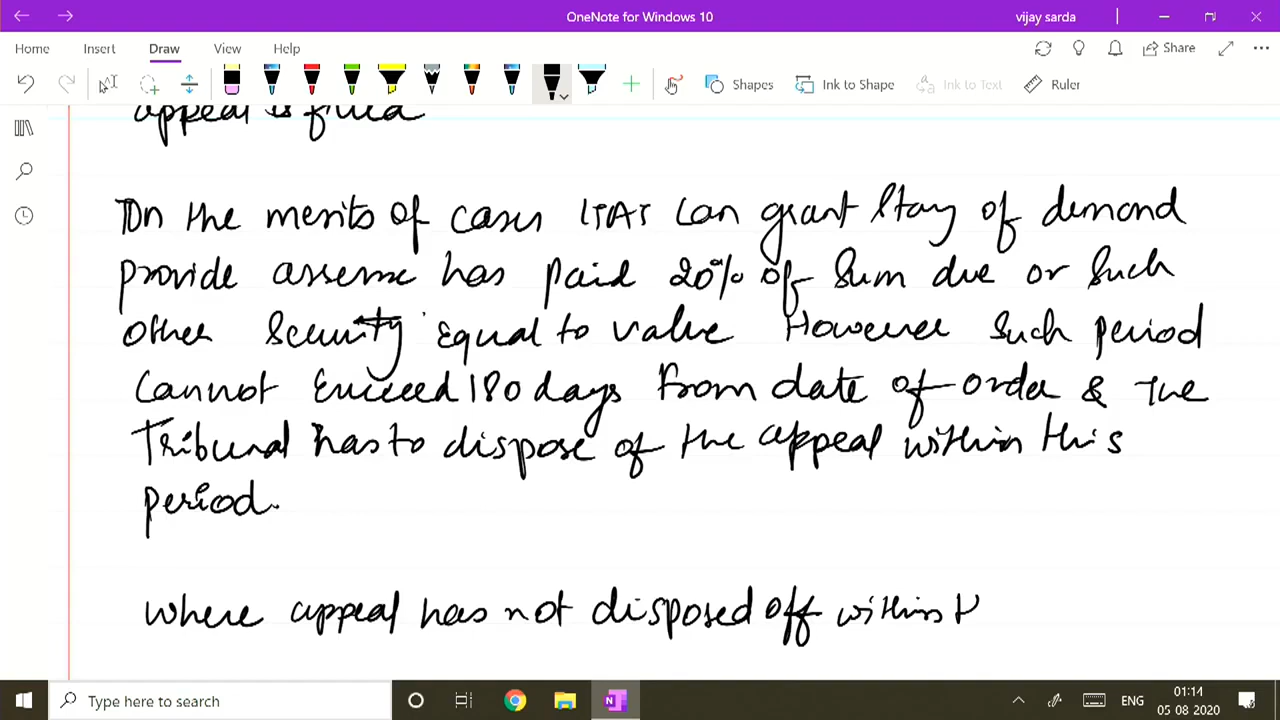 OneNote for Windows 10
vijay sarda
Home Insert Draw View Help
Share
Shapes Ink to Shape Ink to Text Ruler
appeal is filed
On the merits of cases ITAT Can grant Stay of demand
provide assesse has paid 20% of Sum due or Such
other Security Equal to value However Such period
Cannot Exceed 180 days From date of order & The
Tribunal has to dispose of the appeal within this
period.
where appeal has not disposed off within
Type here to search
ENG
01:14
05-08-2020